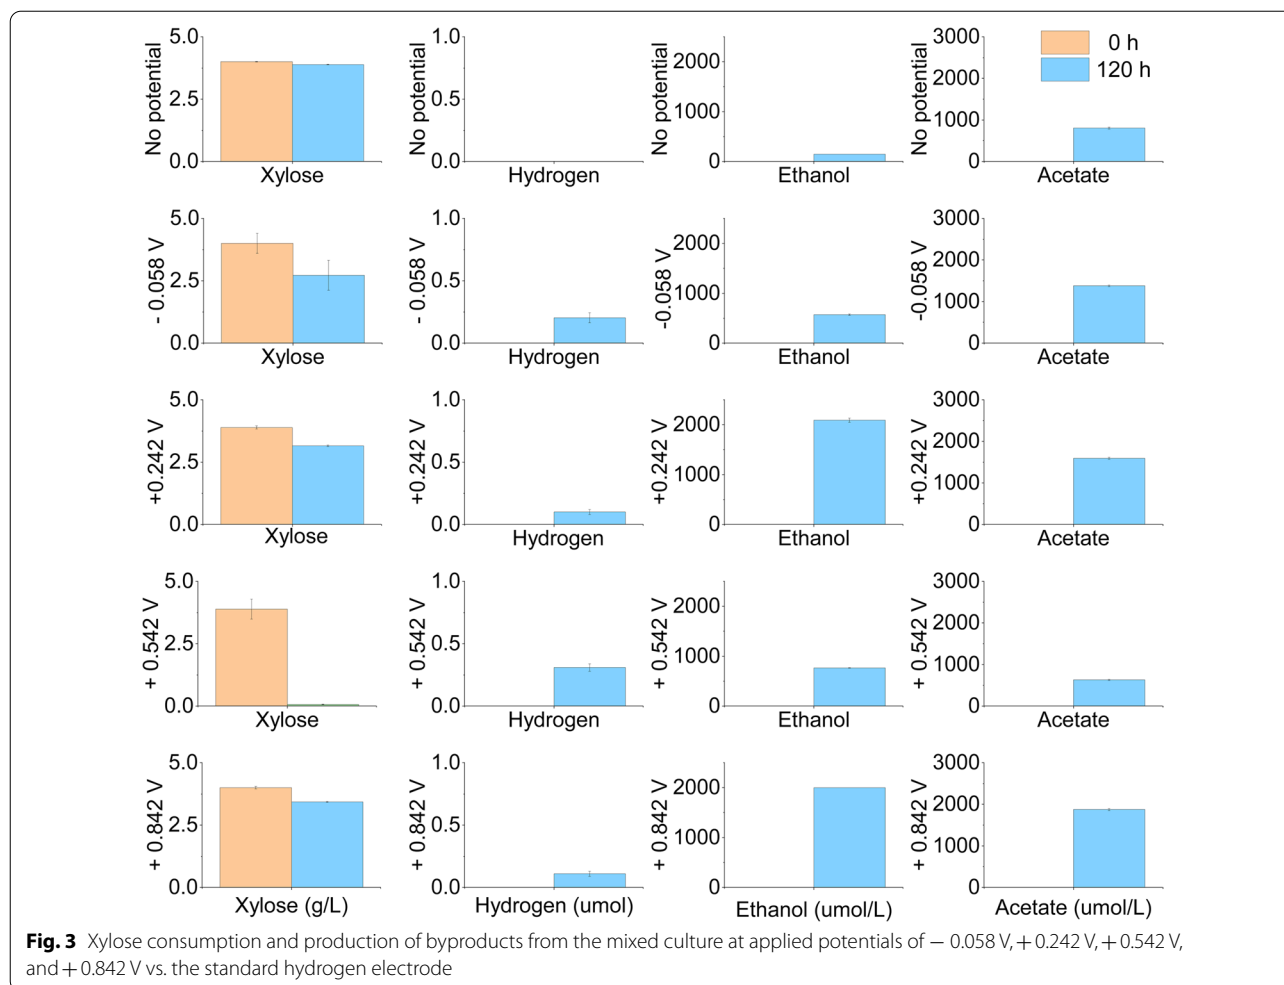 5.0
2.5
0.0
No potential
Xylose
1.0
0.5
0.0
No potential
Hydrogen
2000
1000
0
No potential
Ethanol
3000
2000
1000
0
No potential
Acetate
0 h
120 h
5.0
2.5
0.0
- 0.058 V
Xylose
1.0
0.5
0.0
- 0.058 V
Hydrogen
2000
1000
0
-0.058 V
Ethanol
3000
2000
1000
0
-0.058 V
Acetate
5.0
2.5
0.0
+0.242 V
Xylose
1.0
0.5
0.0
+0.242 V
Hydrogen
2000
1000
0
+0.242 V
Ethanol
3000
2000
1000
0
+0.242 V
Acetate
5.0
2.5
0.0
+ 0.542 V
Xylose
1.0
0.5
0.0
+ 0.542 V
Hydrogen
2000
1000
0
+ 0.542 V
Ethanol
3000
2000
1000
0
+ 0.542 V
Acetate
5.0
2.5
0.0
+ 0.842 V
Xylose (g/L)
1.0
0.5
0.0
+ 0.842 V
Hydrogen (umol)
2000
1000
0
+ 0.842 V
Ethanol (umol/L)
3000
2000
1000
0
+ 0.842 V
Acetate (umol/L)
Fig. 3 Xylose consumption and production of byproducts from the mixed culture at applied potentials of − 0.058 V, + 0.242 V, + 0.542 V,
and + 0.842 V vs. the standard hydrogen electrode